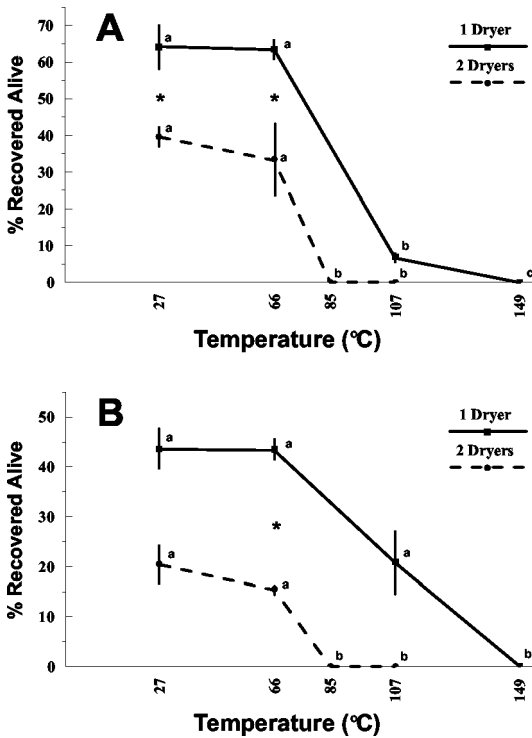 A
1 Dryer
2 Dryers
% Recovered Alive
70
60
50
40
30
20
10
0
a
a
*
*
a
a
b
b
b
c
27
66
85
107
149
Temperature (°C)
B
1 Dryer
2 Dryers
% Recovered Alive
50
40
30
20
10
0
a
a
*
a
a
a
b
b
b
27
66
85
107
149
Temperature (°C)